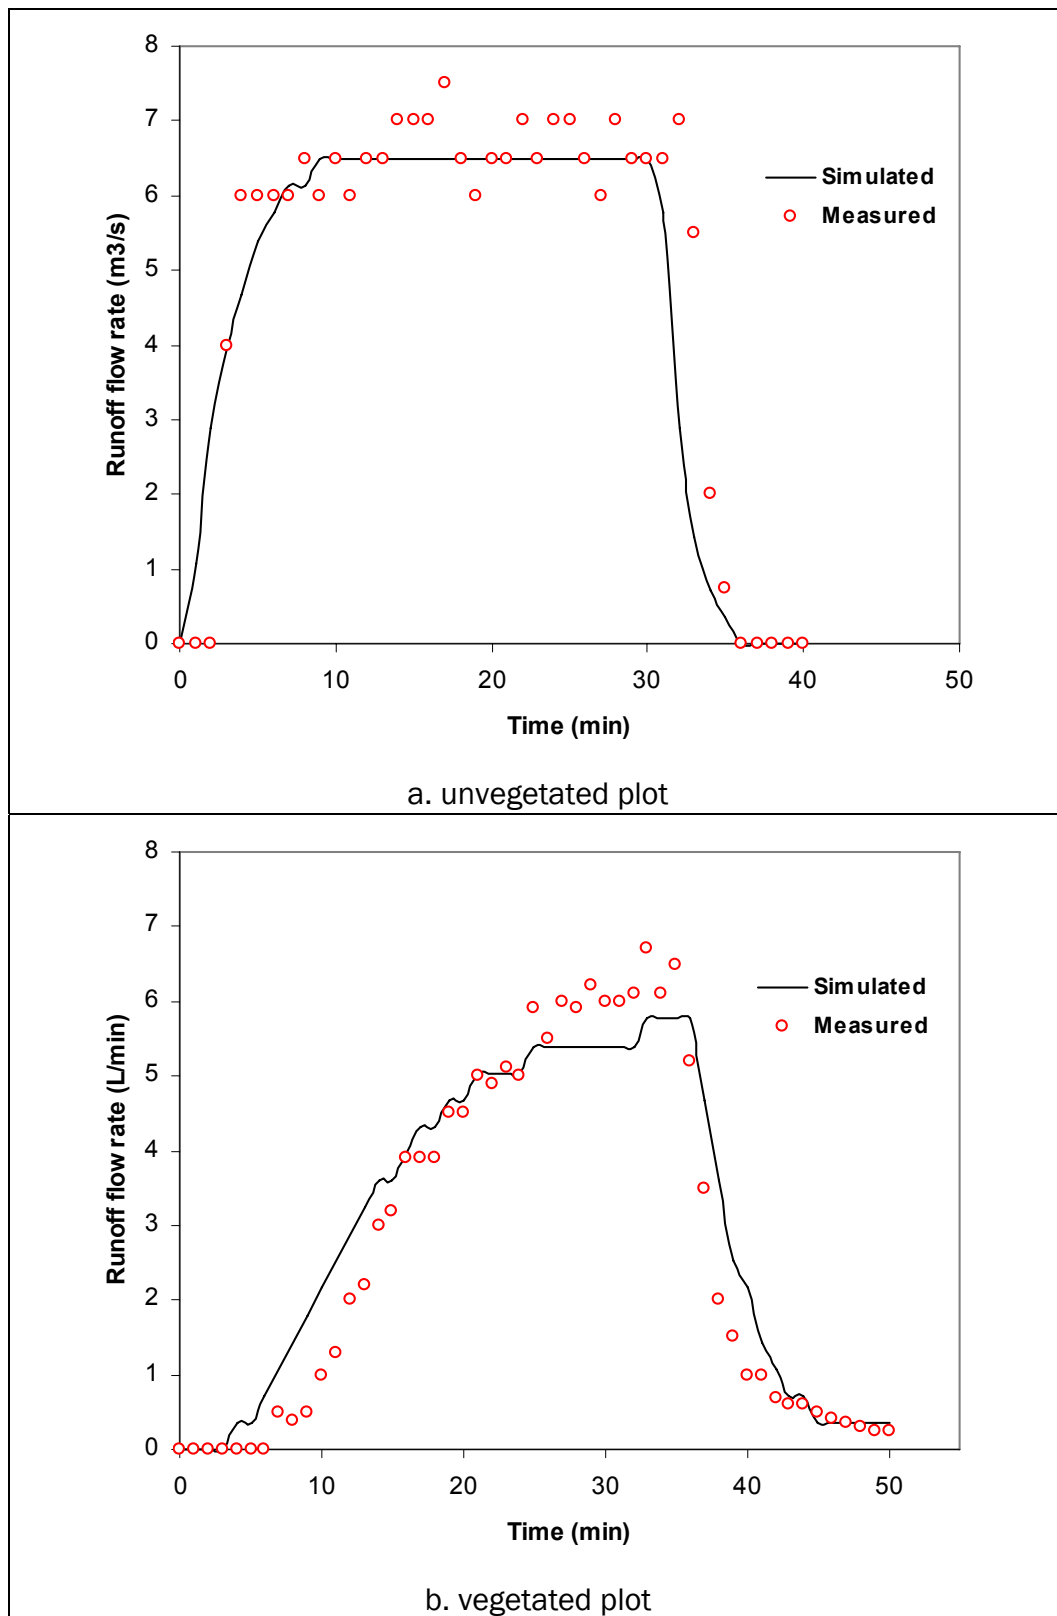 8
7
6
5
4
3
2
1
0
Runoff flow rate (m3/s)
Simulated
Measured
0 10 20 30 40 50
Time (min)
a. unvegetated plot
8
7
6
5
4
3
2
1
0
Runoff flow rate (L/min)
Simulated
Measured
0 10 20 30 40 50
Time (min)
b. vegetated plot